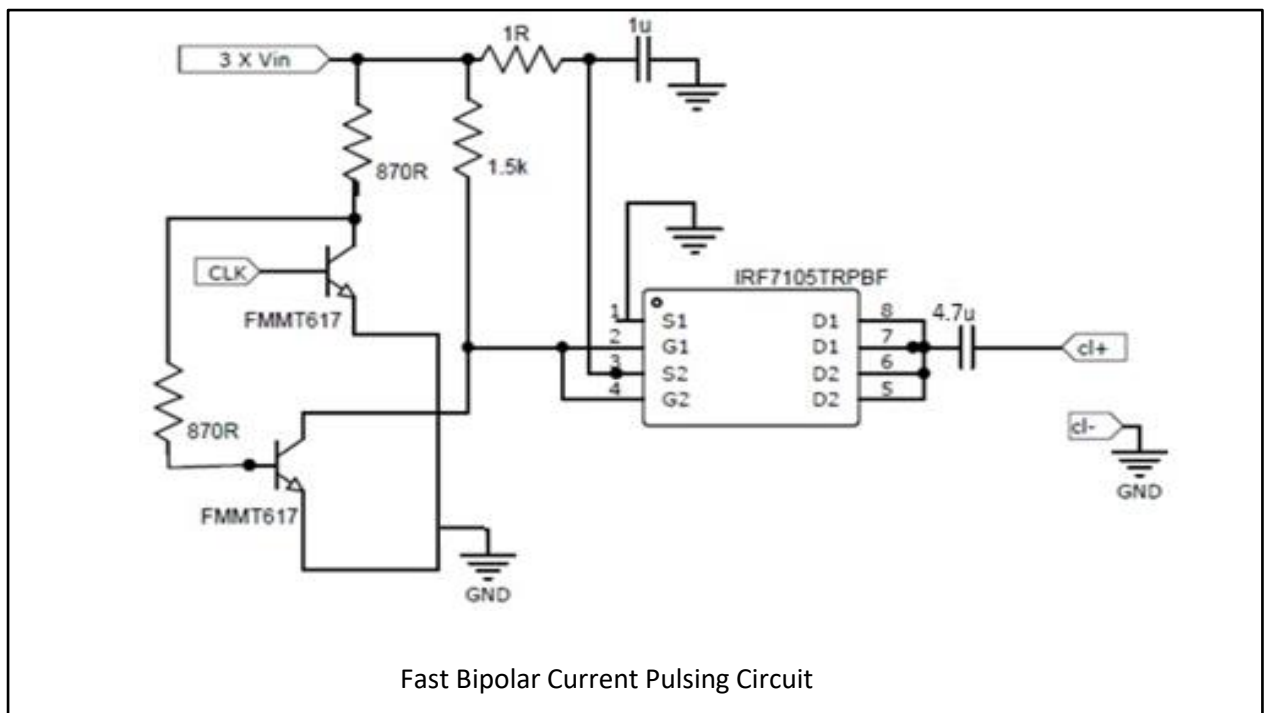 1R
1u
3 X Vin
870R
1.5k
CLK
FMMT617
IRF7105TRPBF
1 S1 D1 8
2 G1 D1 7
3 S2 D2 6
4 G2 D2 5
4.7u
cl+
cl-
GND
870R
FMMT617
GND
Fast Bipolar Current Pulsing Circuit